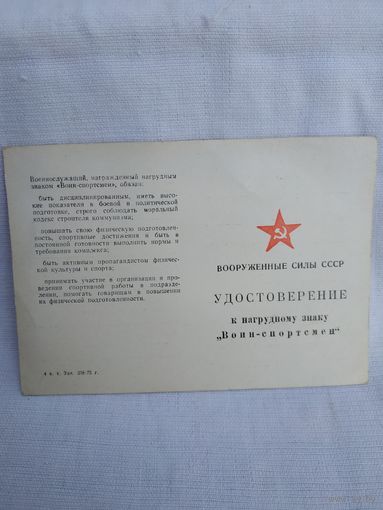 Военнослужащий, награжденный нагрудным
знаком «Воин-спортсмен», обязан:
быть дисциплинированным, иметь высо-
кие показатели в боевой и политической
подготовке, строго соблюдать моральный
кодекс строителя коммунизма;
повышать свою физическую подготовлен-
ность, спортивные достижения и быть в
постоянной готовности выполнить нормы и
требования комплекса;
быть активным пропагандистом физичес-
кой культуры и спорта;
принимать участие в организации и про-
ведении спортивной работы в подразде-
лении, помогать товарищам в повышении
их физической подготовленности.
ВООРУЖЕННЫЕ СИЛЫ СССР
УДОСТОВЕРЕНИЕ
к нагрудному знаку
„Воин-спортсмен“